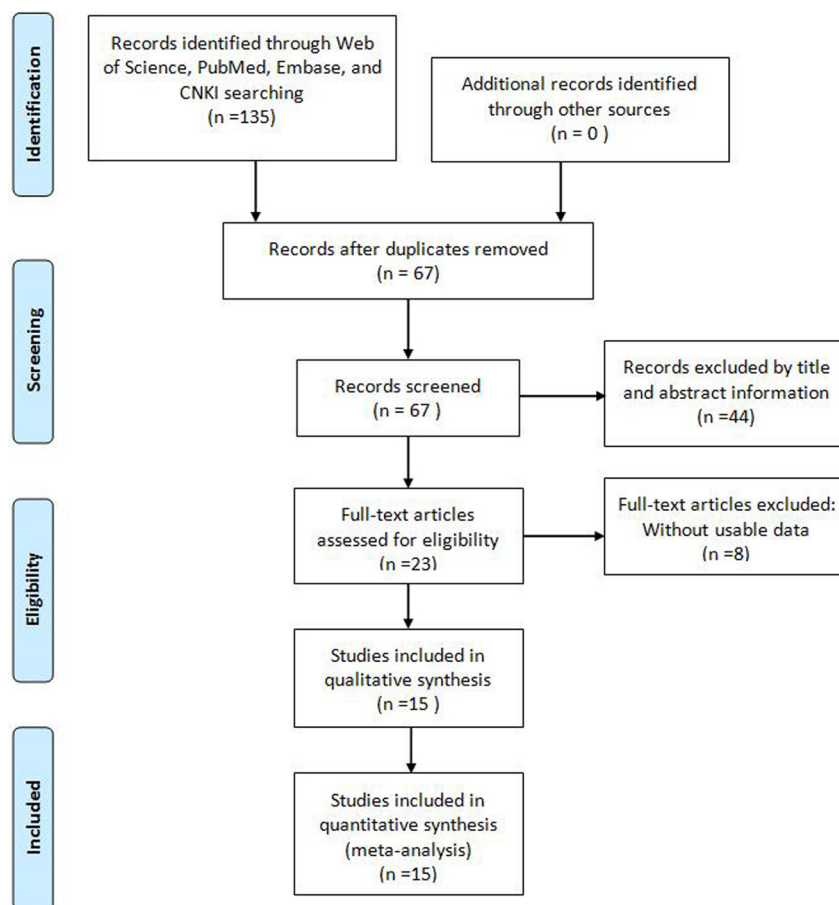 Identification
Records identified through Web
of Science, PubMed, Embase, and
CNKI searching
(n =135)
Additional records identified
through other sources
(n = 0 )
Records after duplicates removed
(n = 67)
Screening
Records screened
(n = 67 )
Records excluded by title
and abstract information
(n =44)
Eligibility
Full-text articles
assessed for eligibility
(n =23)
Full-text articles excluded:
Without usable data
(n =8)
Studies included in
qualitative synthesis
(n =15 )
Included
Studies included in
quantitative synthesis
(meta-analysis)
(n =15)